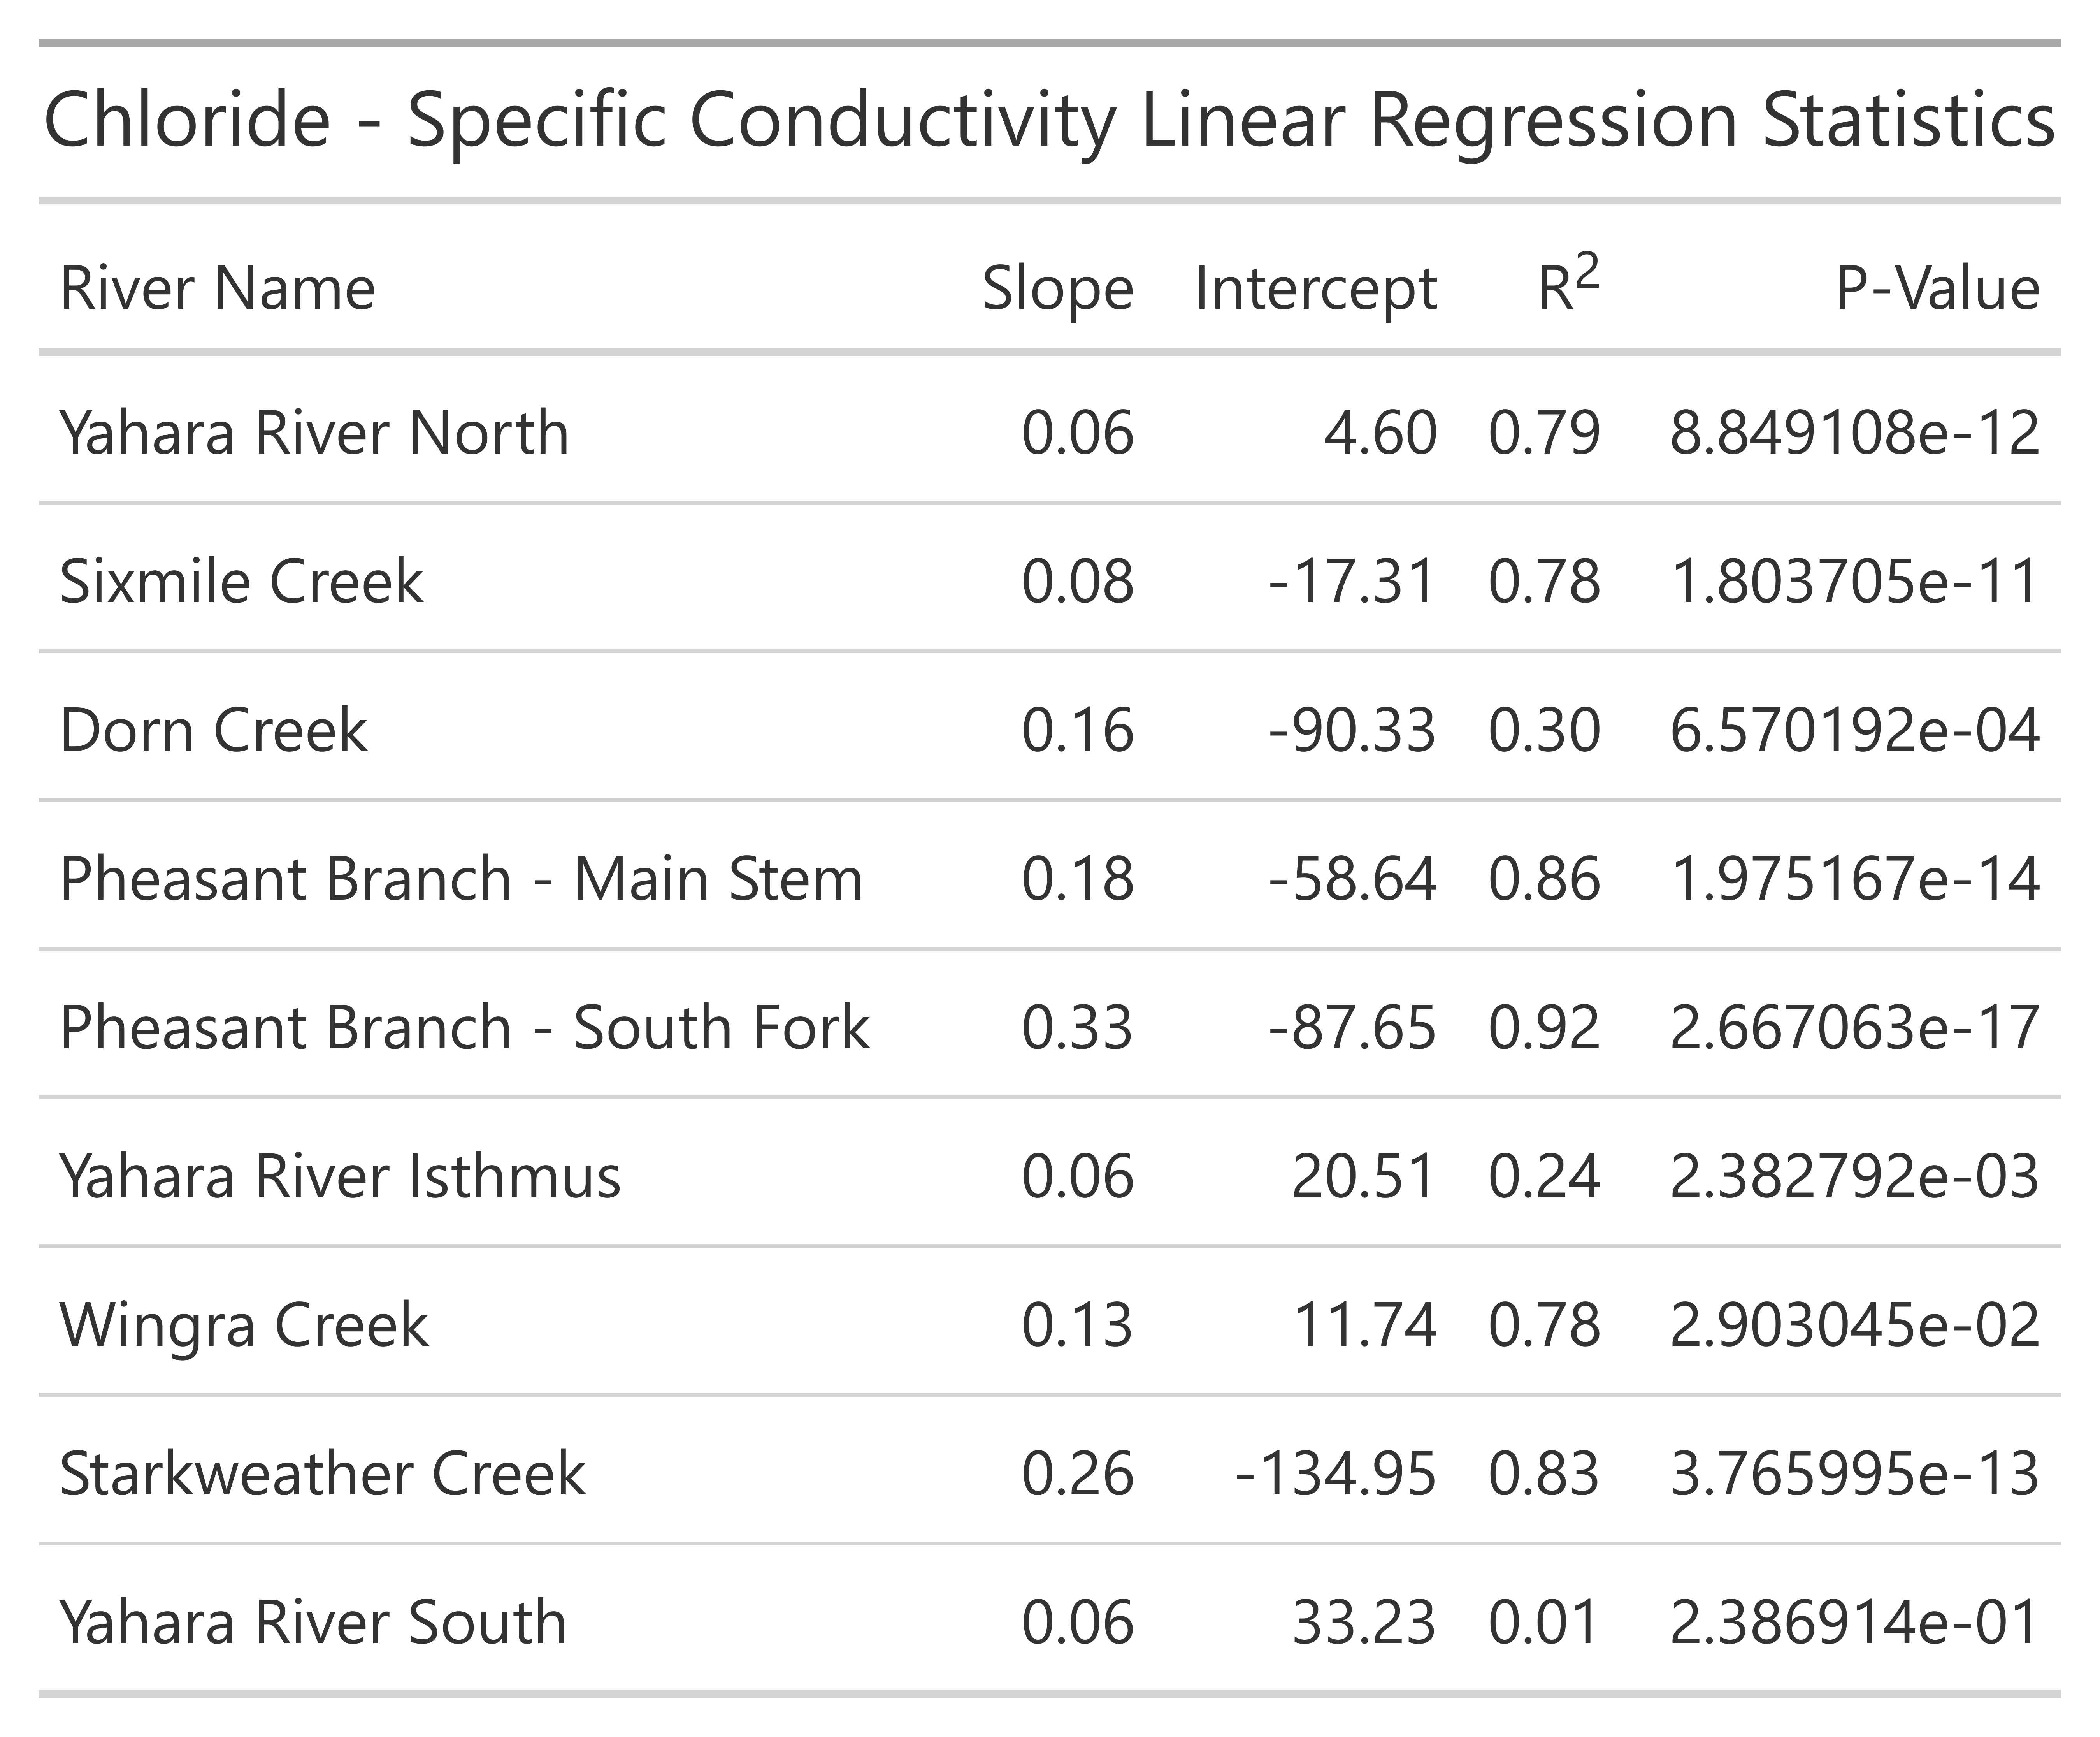 Chloride - Specific Conductivity Linear Regression Statistics
River Name Slope Intercept R² P-Value
Yahara River North 0.06 4.60 0.79 8.849108e-12
Sixmile Creek 0.08 -17.31 0.78 1.803705e-11
Dorn Creek 0.16 -90.33 0.30 6.570192e-04
Pheasant Branch - Main Stem 0.18 -58.64 0.86 1.975167e-14
Pheasant Branch - South Fork 0.33 -87.65 0.92 2.667063e-17
Yahara River Isthmus 0.06 20.51 0.24 2.382792e-03
Wingra Creek 0.13 11.74 0.78 2.903045e-02
Starkweather Creek 0.26 -134.95 0.83 3.765995e-13
Yahara River South 0.06 33.23 0.01 2.386914e-01